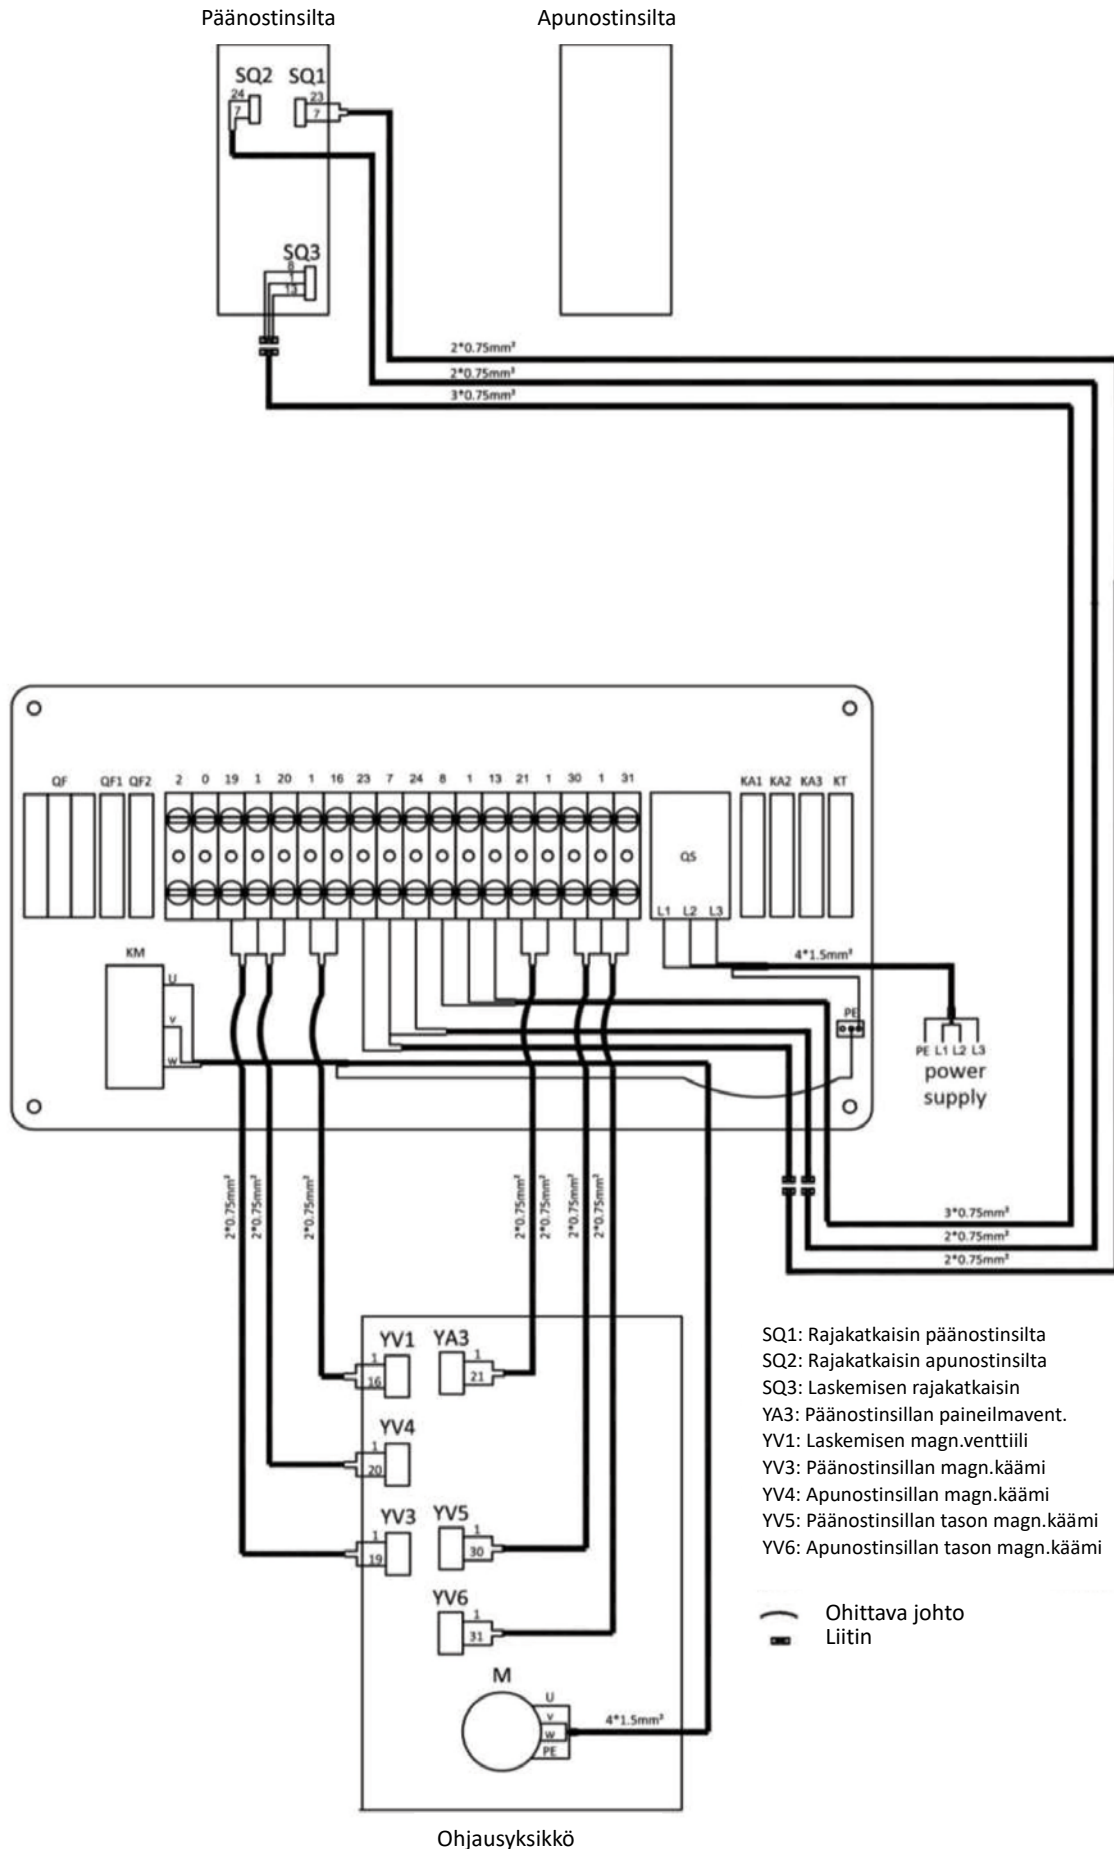 Päänostinsilta
Apunostinsilta
SQ2 SQ1
24
7
23
7
SQ3
8
1
13
2*0.75mm²
2*0.75mm²
3*0.75mm²
QF QF1 QF2 2 0 19 1 20 1 16 23 7 24 8 1 13 21 1 30 1 31 KA1 KA2 KA3 KT
QS
L1 L2 L3
KM
U
V
W
4*1.5mm²
PE
PE L1 L2 L3
power
supply
2*0.75mm²
2*0.75mm²
2*0.75mm²
2*0.75mm²
2*0.75mm²
2*0.75mm²
2*0.75mm²
3*0.75mm²
2*0.75mm²
2*0.75mm²
YV1
1
16
YA3
1
21
YV4
1
20
YV3
1
19
YV5
1
30
YV6
1
31
M
U
V
W
PE
4*1.5mm²
SQ1: Rajakatkaisin päänostinsilta
SQ2: Rajakatkaisin apunostinsilta
SQ3: Laskemisen rajakatkaisin
YA3: Päänostinsillan paineilmavent.
YV1: Laskemisen magn.venttiili
YV3: Päänostinsillan magn.käämi
YV4: Apunostinsillan magn.käämi
YV5: Päänostinsillan tason magn.käämi
YV6: Apunostinsillan tason magn.käämi
Ohittava johto
Liitin
Ohjausyksikkö